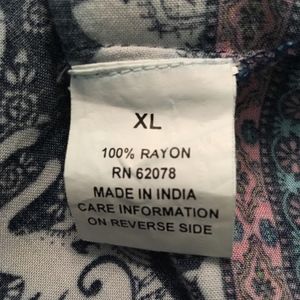 XL
100% RAYON
RN 62078
MADE IN INDIA
CARE INFORMATION
ON REVERSE SIDE